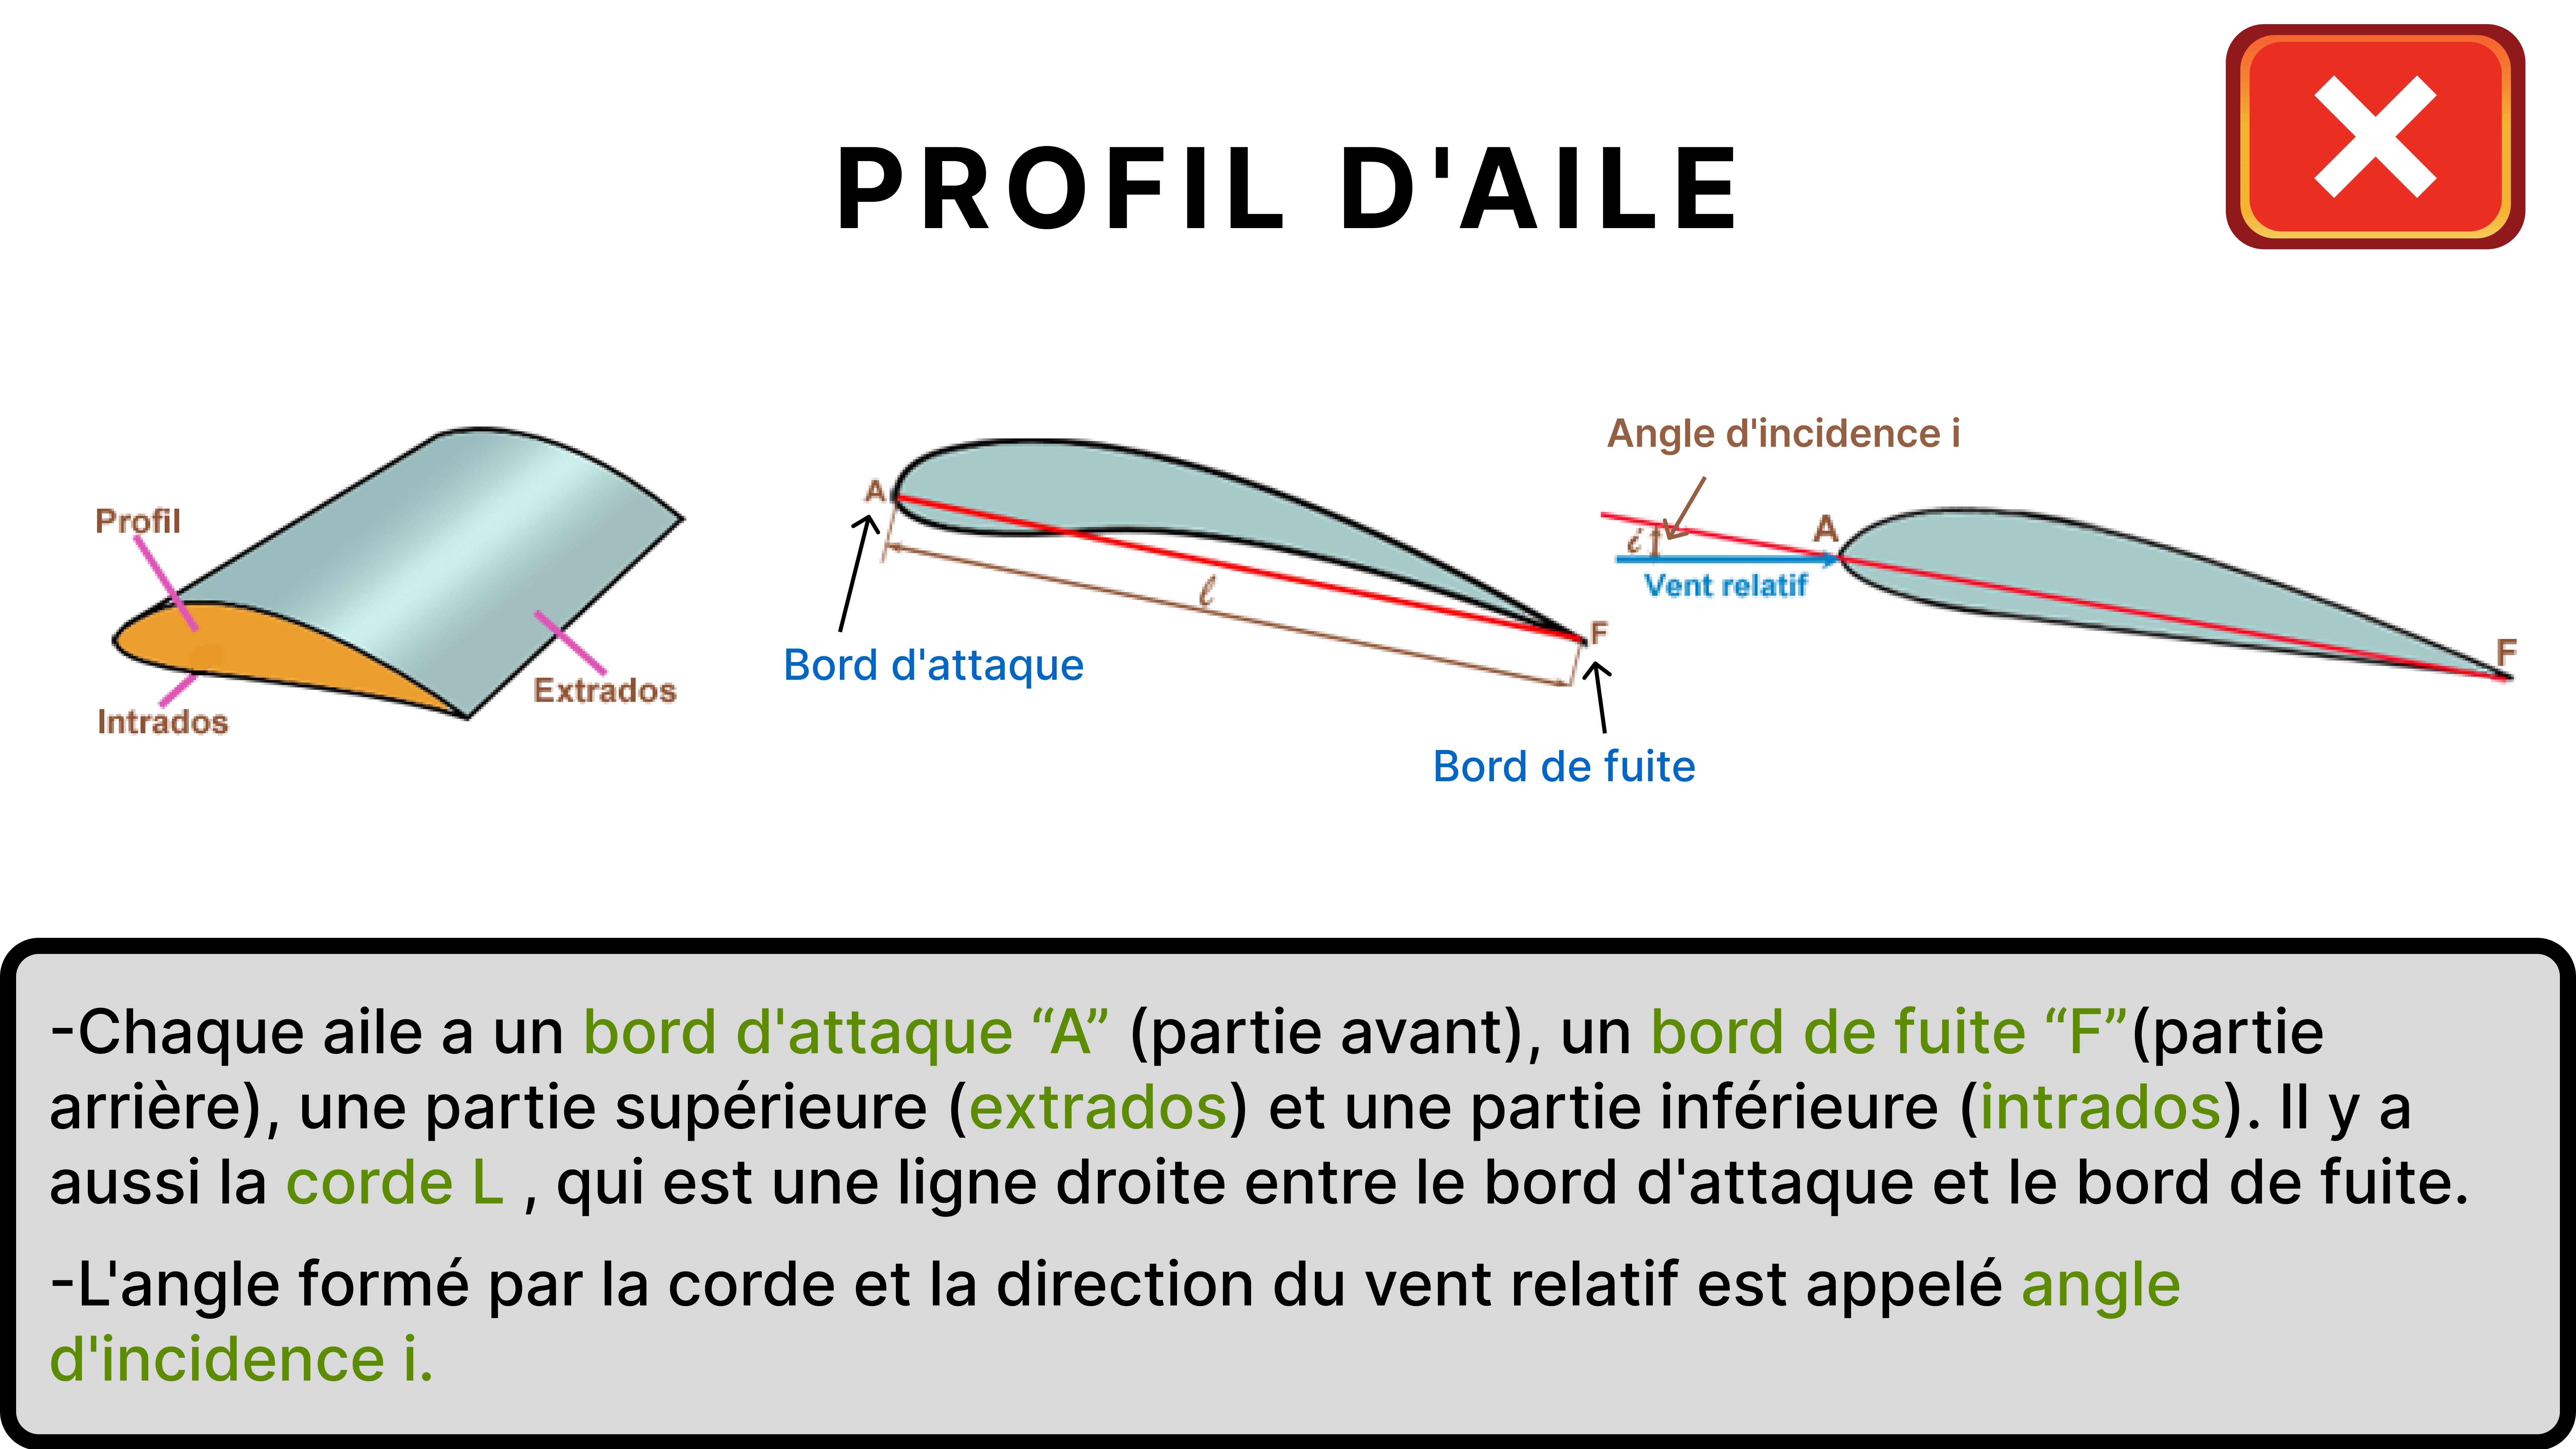 PROFIL D'AILE
Profil
Intrados
Extrados
A
ℓ
F
Bord d'attaque
Bord de fuite
Angle d'incidence i
i
A
Vent relatif
F
-Chaque aile a un bord d'attaque “A” (partie avant), un bord de fuite “F”(partie
arrière), une partie supérieure (extrados) et une partie inférieure (intrados). Il y a
aussi la corde L , qui est une ligne droite entre le bord d'attaque et le bord de fuite.
-L'angle formé par la corde et la direction du vent relatif est appelé angle
d'incidence i.